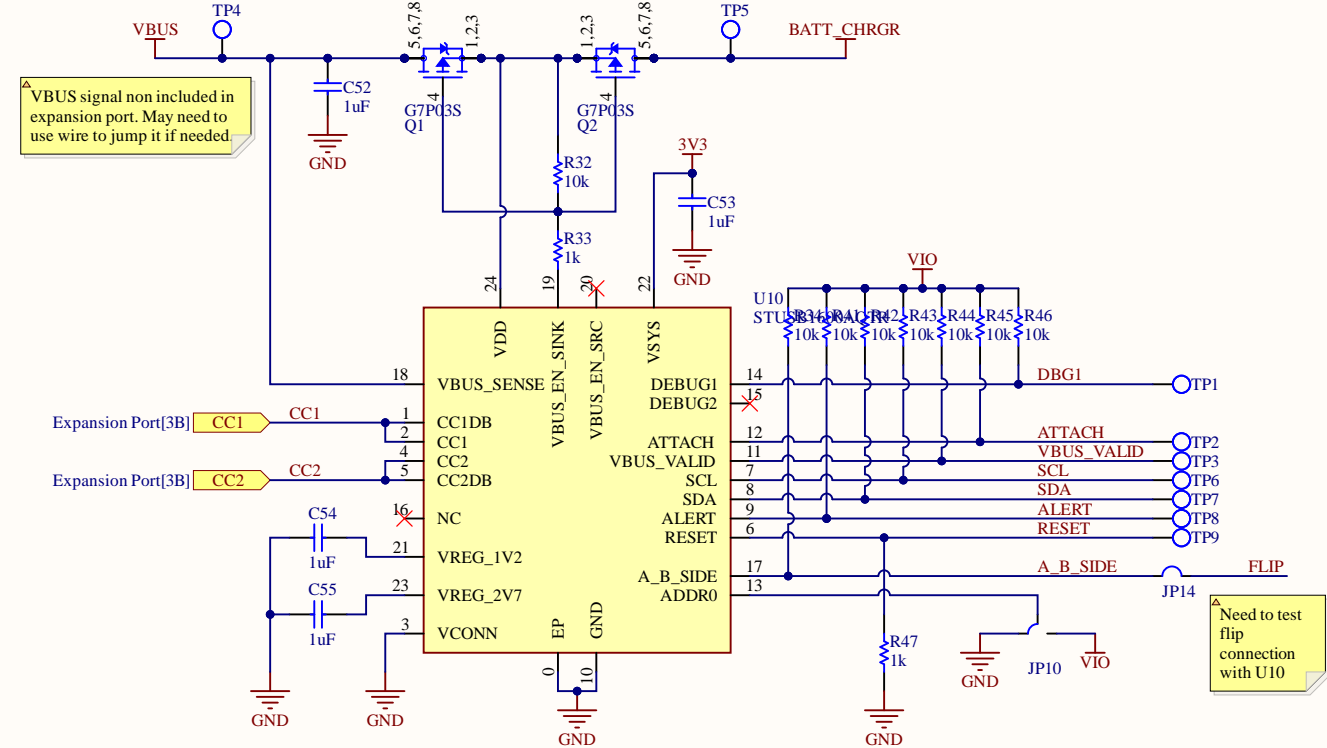 TP4
VBUS
5,6,7,8
1,2,3
1,2,3
5,6,7,8
TP5
BATT_CHRGR
VBUS signal non included in
expansion port. May need to
use wire to jump it if needed.
C52
1uF
GND
4
G7P03S
Q1
4
G7P03S
Q2
R32
10k
R33
1k
3V3
C53
1uF
GND
24
19
20
22
VDD
VBUS_EN_SINK
VBUS_EN_SRC
VSYS
U10
STUSB1600ACTR
VIO
R34
10k
R41
10k
R42
10k
R43
10k
R44
10k
R45
10k
R46
10k
18
VBUS_SENSE
DEBUG1
14
DBG1
TP1
DEBUG2
15
Expansion Port[3B]
CC1
CC1
1
CC1DB
2
CC1
ATTACH
12
ATTACH
TP2
4
CC2
VBUS_VALID
11
VBUS_VALID
TP3
Expansion Port[3B]
CC2
CC2
5
CC2DB
SCL
7
SCL
TP6
SDA
8
SDA
TP7
16
NC
ALERT
9
ALERT
TP8
RESET
6
RESET
TP9
C54
1uF
21
VREG_1V2
A_B_SIDE
17
A_B_SIDE
FLIP
JP14
C55
1uF
23
VREG_2V7
ADDR0
13
3
VCONN
EP
GND
0
10
GND
GND
GND
R47
1k
GND
GND
JP10
VIO
Need to test
flip
connection
with U10